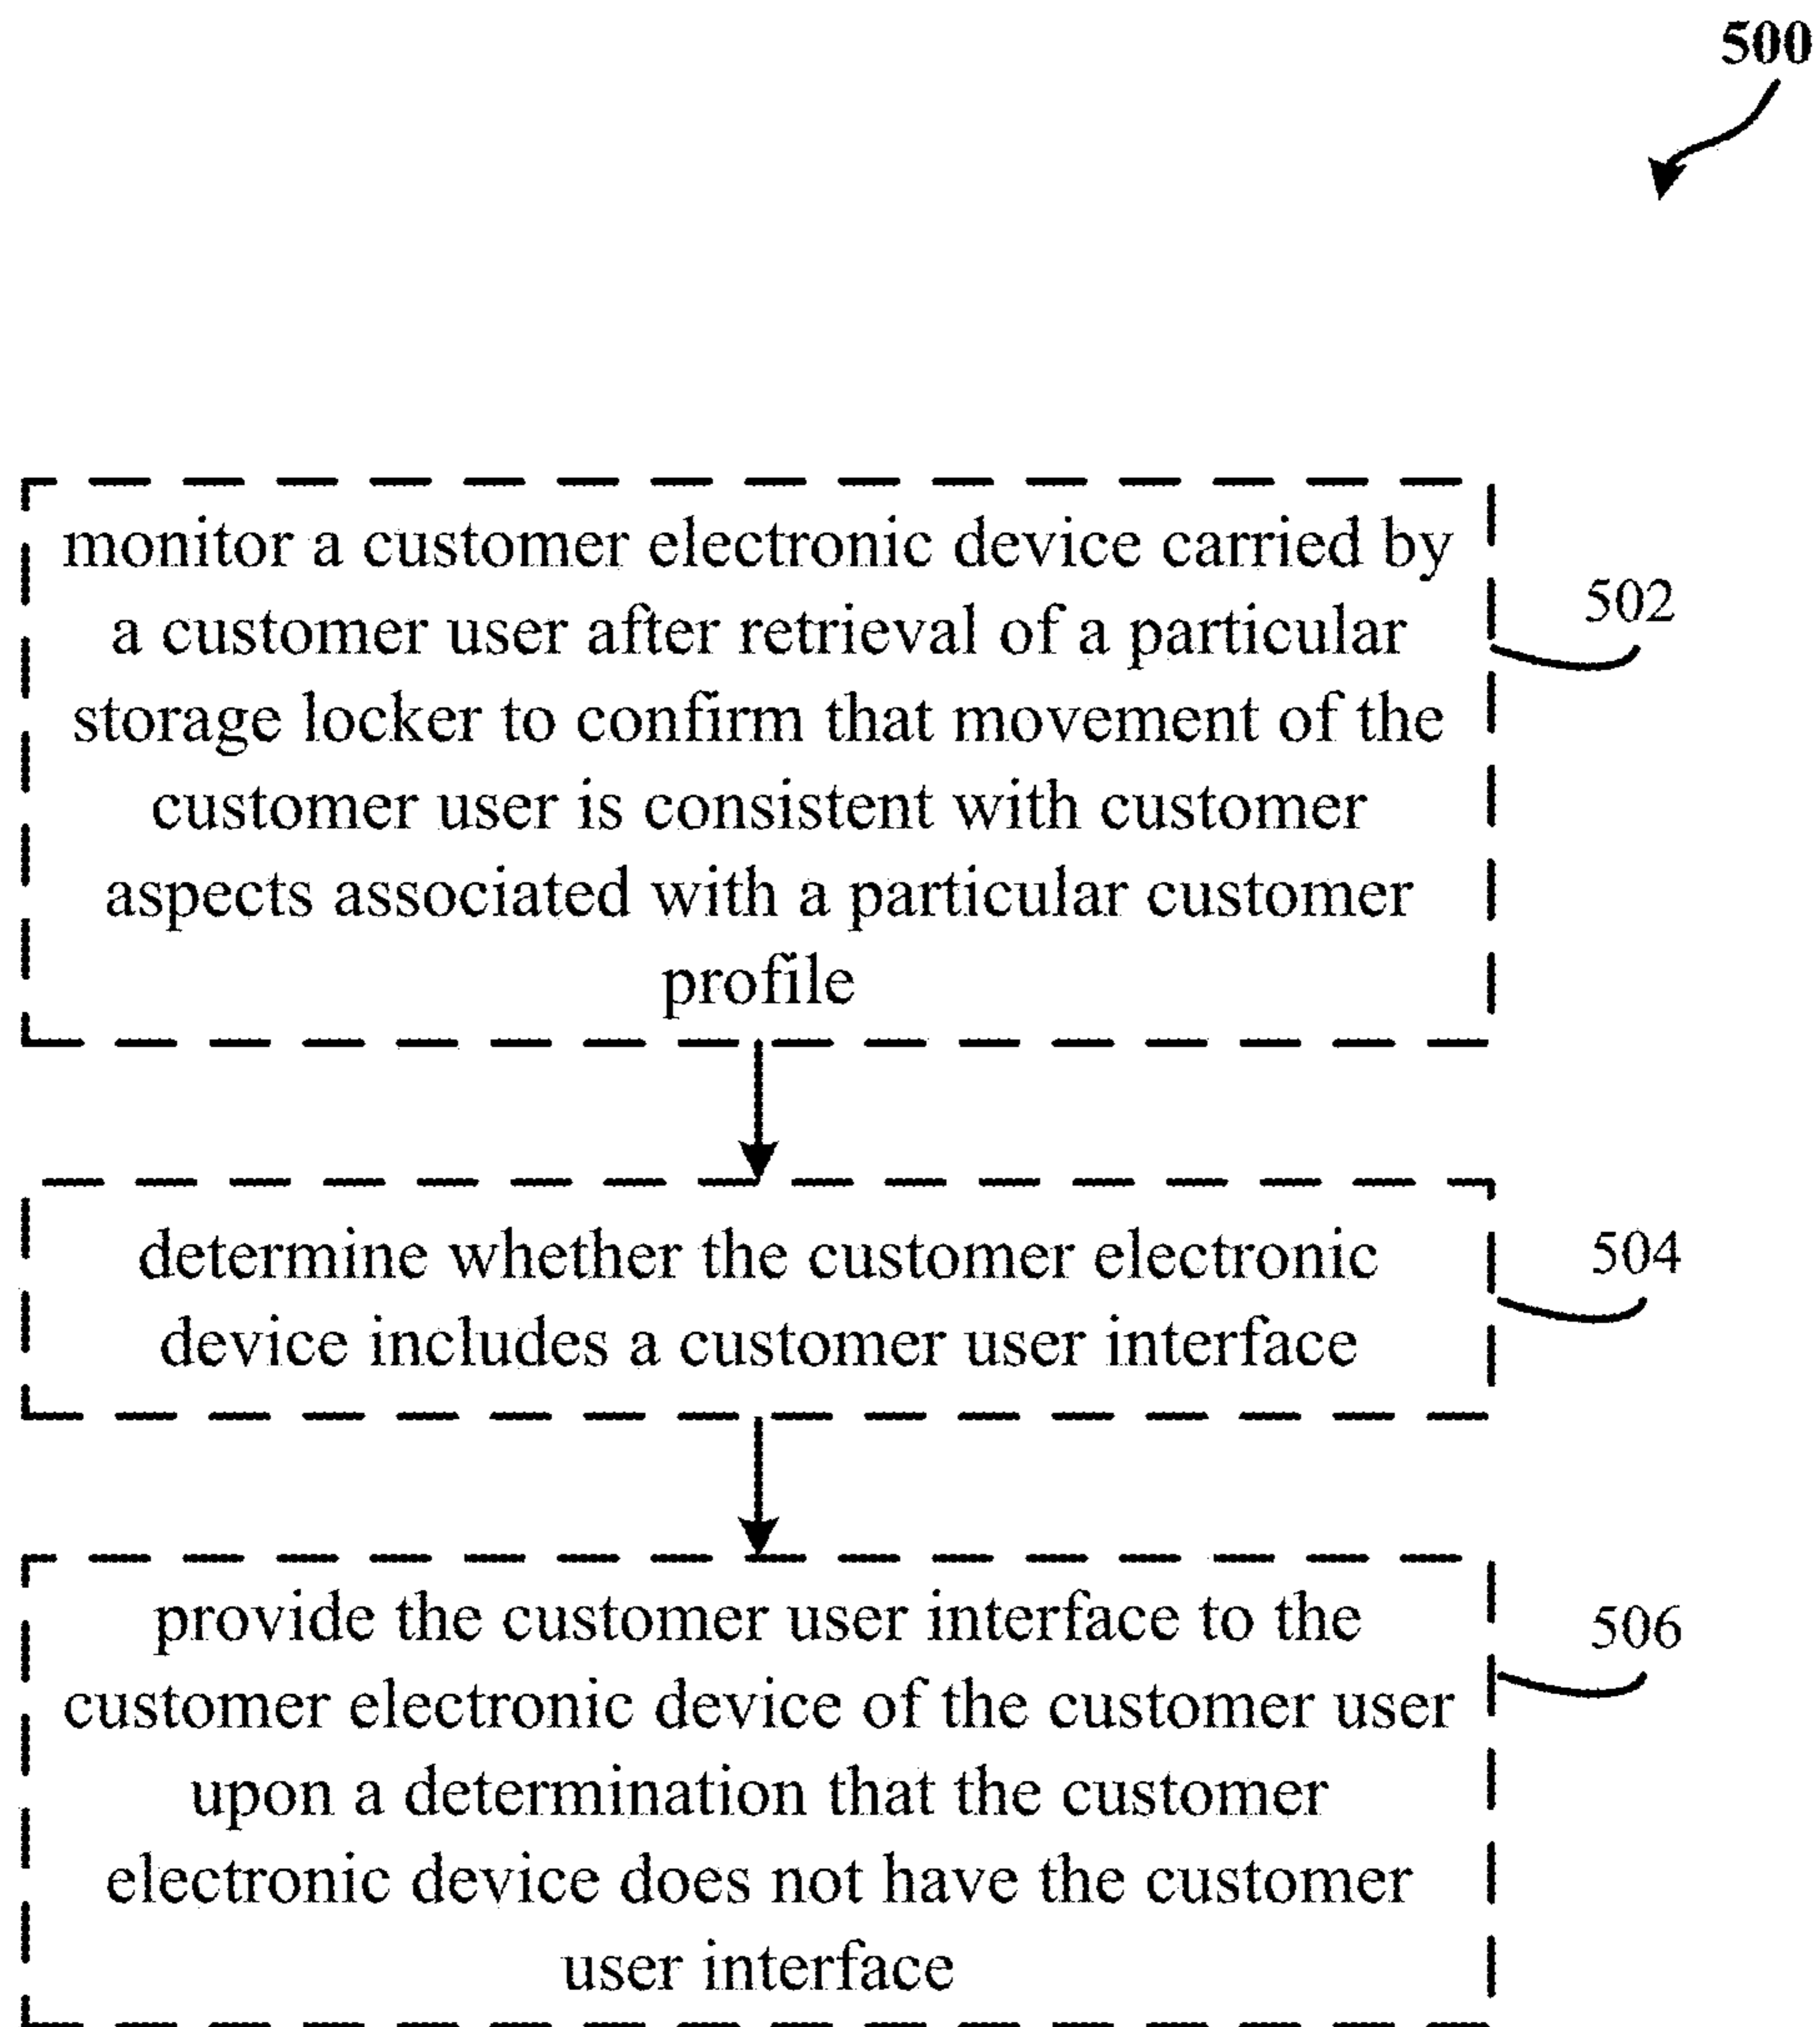 500
monitor a customer electronic device carried by
a customer user after retrieval of a particular
storage locker to confirm that movement of the
customer user is consistent with customer
aspects associated with a particular customer
profile
502
determine whether the customer electronic
device includes a customer user interface
504
provide the customer user interface to the
customer electronic device of the customer user
upon a determination that the customer
electronic device does not have the customer
user interface
506